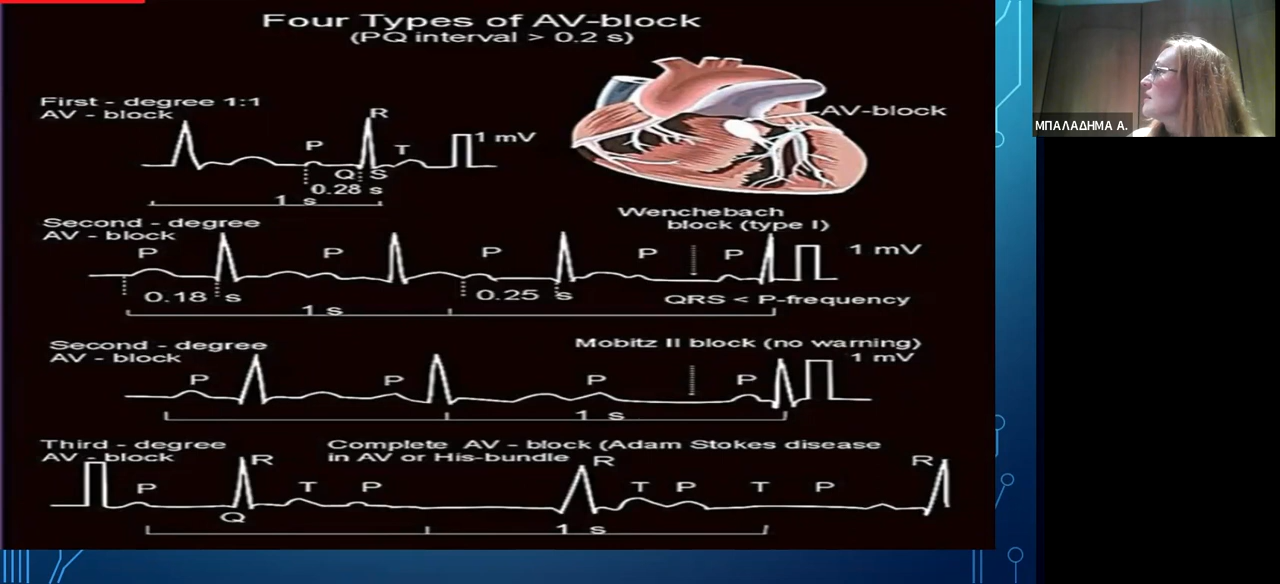 Four Types of AV-block
(PQ interval > 0.2 s)
First - degree 1:1
AV - block
P
R
T
Q
S
0.28 s
1 s
1 mV
AV-block
Second - degree
AV - block
Wenchebach
block (type I)
P
P
P
P
P
1 mV
0.18 s
0.25 s
QRS < P-frequency
1 s
Second - degree
AV - block
Mobitz II block (no warning)
1 mV
P
P
P
P
1 s
Third - degree
AV - block
Complete AV - block (Adam Stokes disease
in AV or His-bundle
P
R
T
P
R
T
P
T
P
R
Q
1 s
ΜΠΑΛΑΔΗΜΑ Α.